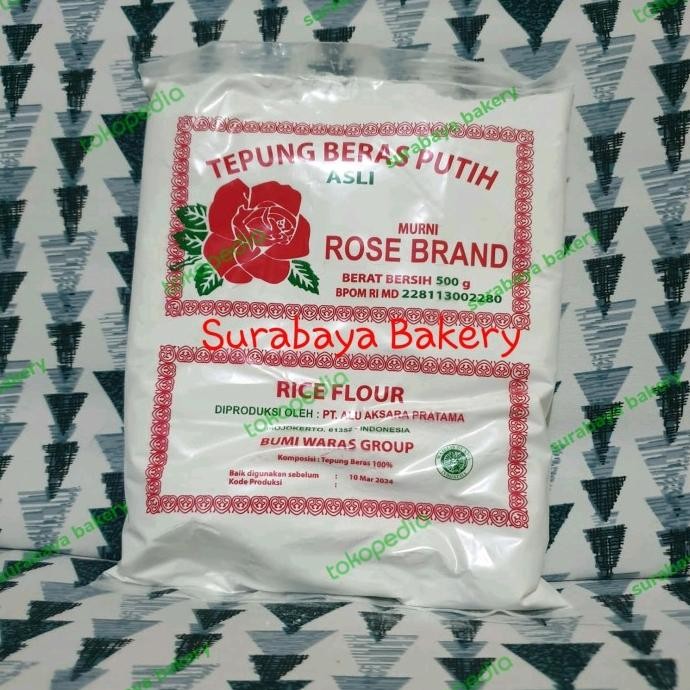 TEPUNG BERAS PUTIH
ASLI
MURNI
ROSE BRAND
BERAT BERSIH 500 g
BPOM RI MD 228113002280
Surabaya Bakery
RICE FLOUR
DIPRODUKSI OLEH : PT. ALU AKSARA PRATAMA
MOJOKERTO, 61352 - INDONESIA
BUMI WARAS GROUP
Komposisi : Tepung Beras 100%
Baik digunakan sebelum : 10 Mar 2024
Kode Produksi :
tokopedia
surabaya bakery